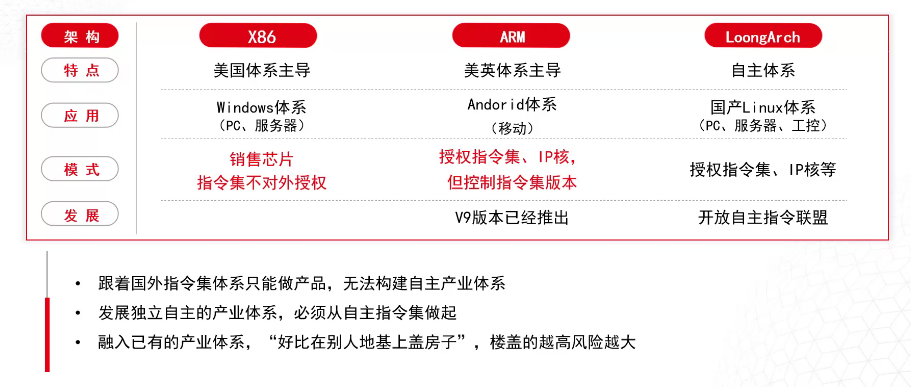 架 构 X86 ARM LoongArch
特 点 美国体系主导 美英体系主导 自主体系
应 用 Windows体系 Andorid体系 国产Linux体系
（PC、服务器） （移动） （PC、服务器、工控）
模 式 销售芯片 授权指令集、IP核， 授权指令集、IP核等
指令集不对外授权 但控制指令集版本
发 展 V9版本已经推出 开放自主指令联盟
• 跟着国外指令集体系只能做产品，无法构建自主产业体系
• 发展独立自主的产业体系，必须从自主指令集做起
• 融入已有的产业体系，“好比在别人地基上盖房子”，楼盖的越高风险越大